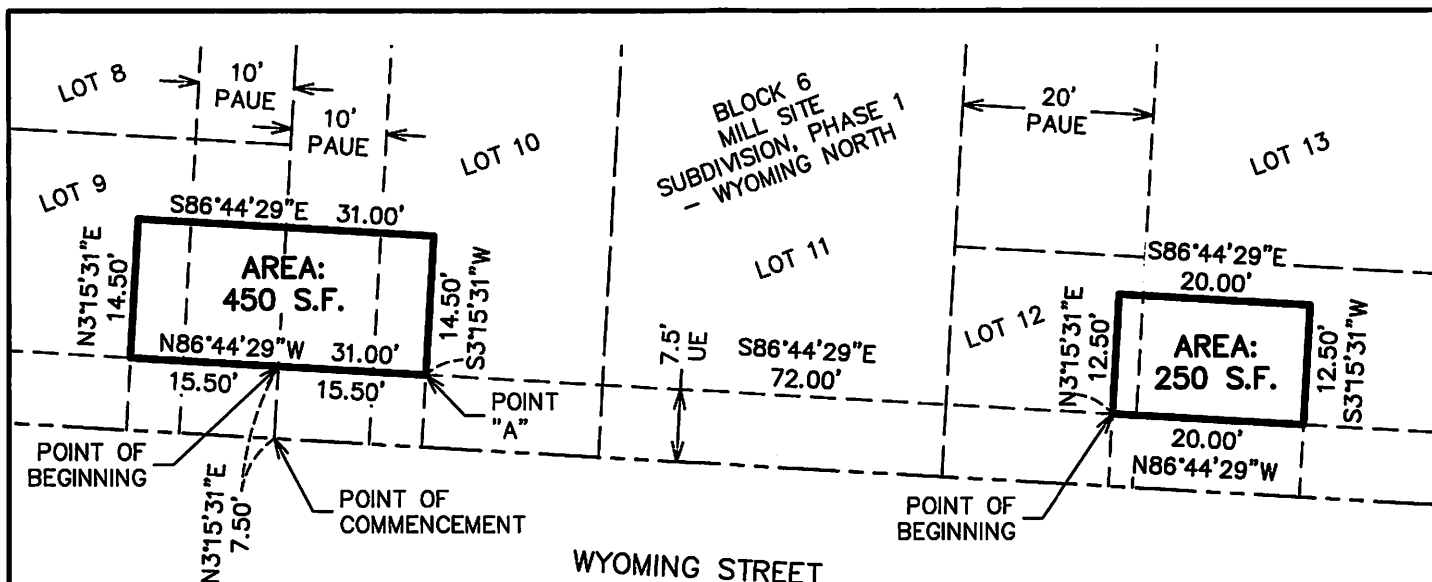 LOT 8
10'
PAUE
10'
PAUE
LOT 10
BLOCK 6
MILL SITE
SUBDIVISION, PHASE 1
– WYOMING NORTH
20'
PAUE
LOT 13
LOT 9
S86°44'29"E 31.00'
N3°15'31"E
14.50'
AREA:
450 S.F.
14.50'
S3°15'31"W
N86°44'29"W 31.00'
15.50'
15.50'
POINT
"A"
POINT OF
BEGINNING
N3°15'31"E
7.50'
POINT OF
COMMENCEMENT
LOT 11
7.5'
UE
S86°44'29"E
72.00'
LOT 12
S86°44'29"E
20.00'
N3°15'31"E
12.50'
AREA:
250 S.F.
12.50'
S3°15'31"W
20.00'
N86°44'29"W
POINT OF
BEGINNING
WYOMING STREET